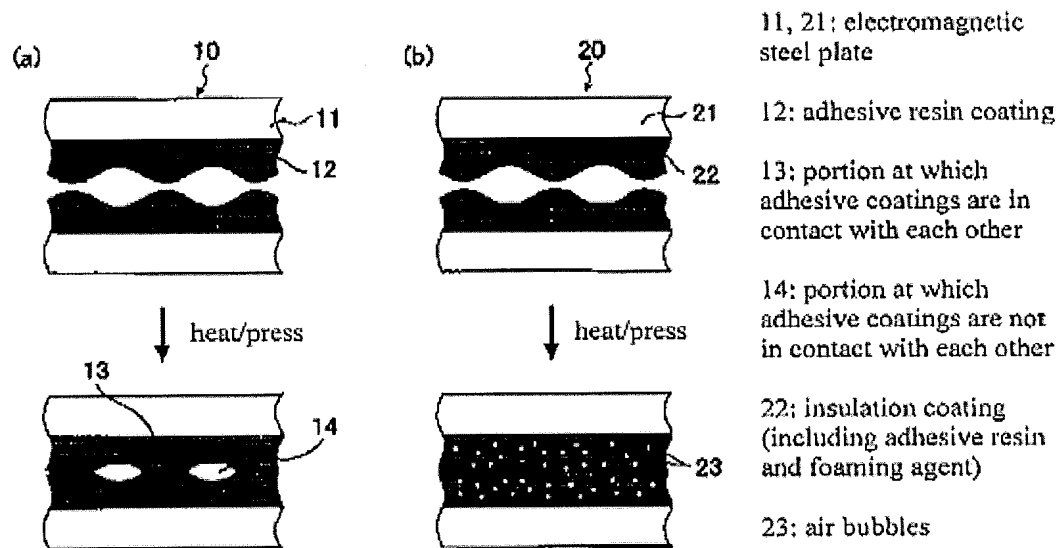 (a)
10
11
12
heat/press
13
14
(b)
20
21
22
heat/press
23
11, 21: electromagnetic
steel plate
12: adhesive resin coating
13: portion at which
adhesive coatings are in
contact with each other
14: portion at which
adhesive coatings are not
in contact with each other
22: insulation coating
(including adhesive resin
and foaming agent)
23: air bubbles